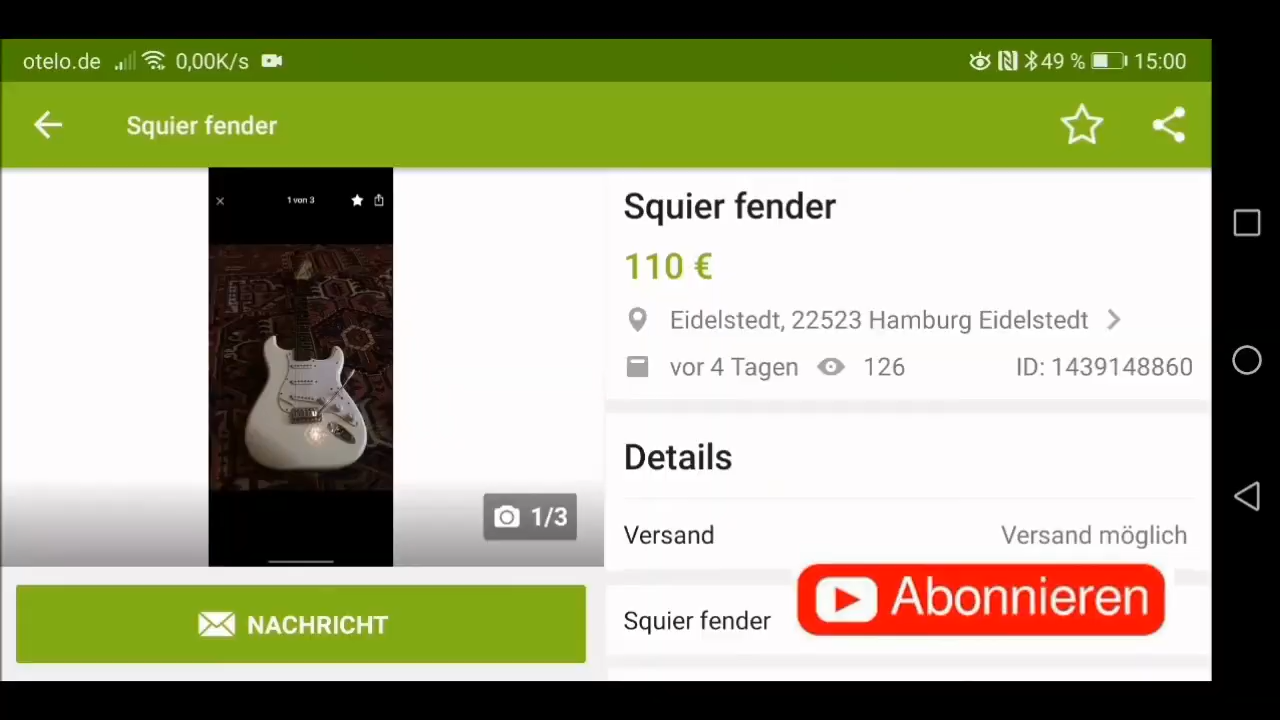 otelo.de 0,00K/s 49 % 15:00
Squier fender
1 von 3
1/3
NACHRICHT
Squier fender
110 €
Eidelstedt, 22523 Hamburg Eidelstedt
vor 4 Tagen 126 ID: 1439148860
Details
Versand Versand möglich
Squier fender
Abonnieren